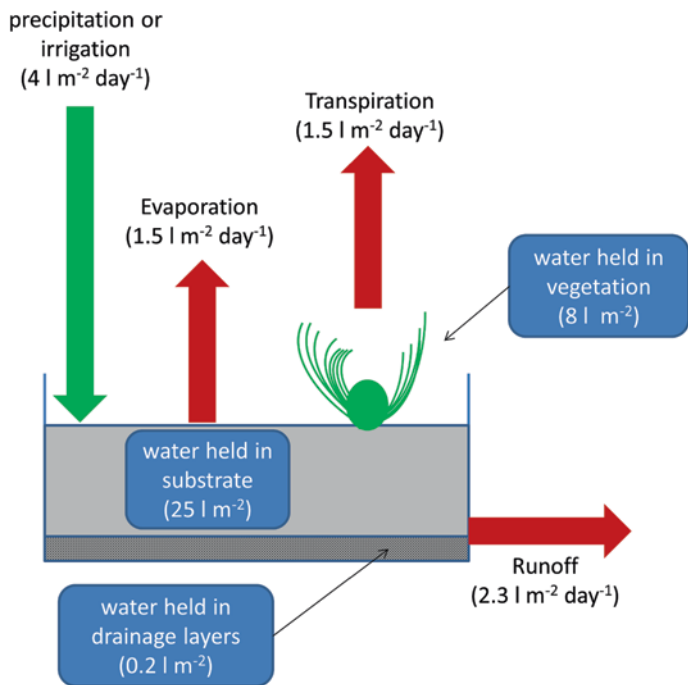 precipitation or
irrigation
(4 l m⁻² day⁻¹)
Transpiration
(1.5 l m⁻² day⁻¹)
Evaporation
(1.5 l m⁻² day⁻¹)
water held in
vegetation
(8 l m⁻²)
water held in
substrate
(25 l m⁻²)
Runoff
(2.3 l m⁻² day⁻¹)
water held in
drainage layers
(0.2 l m⁻²)